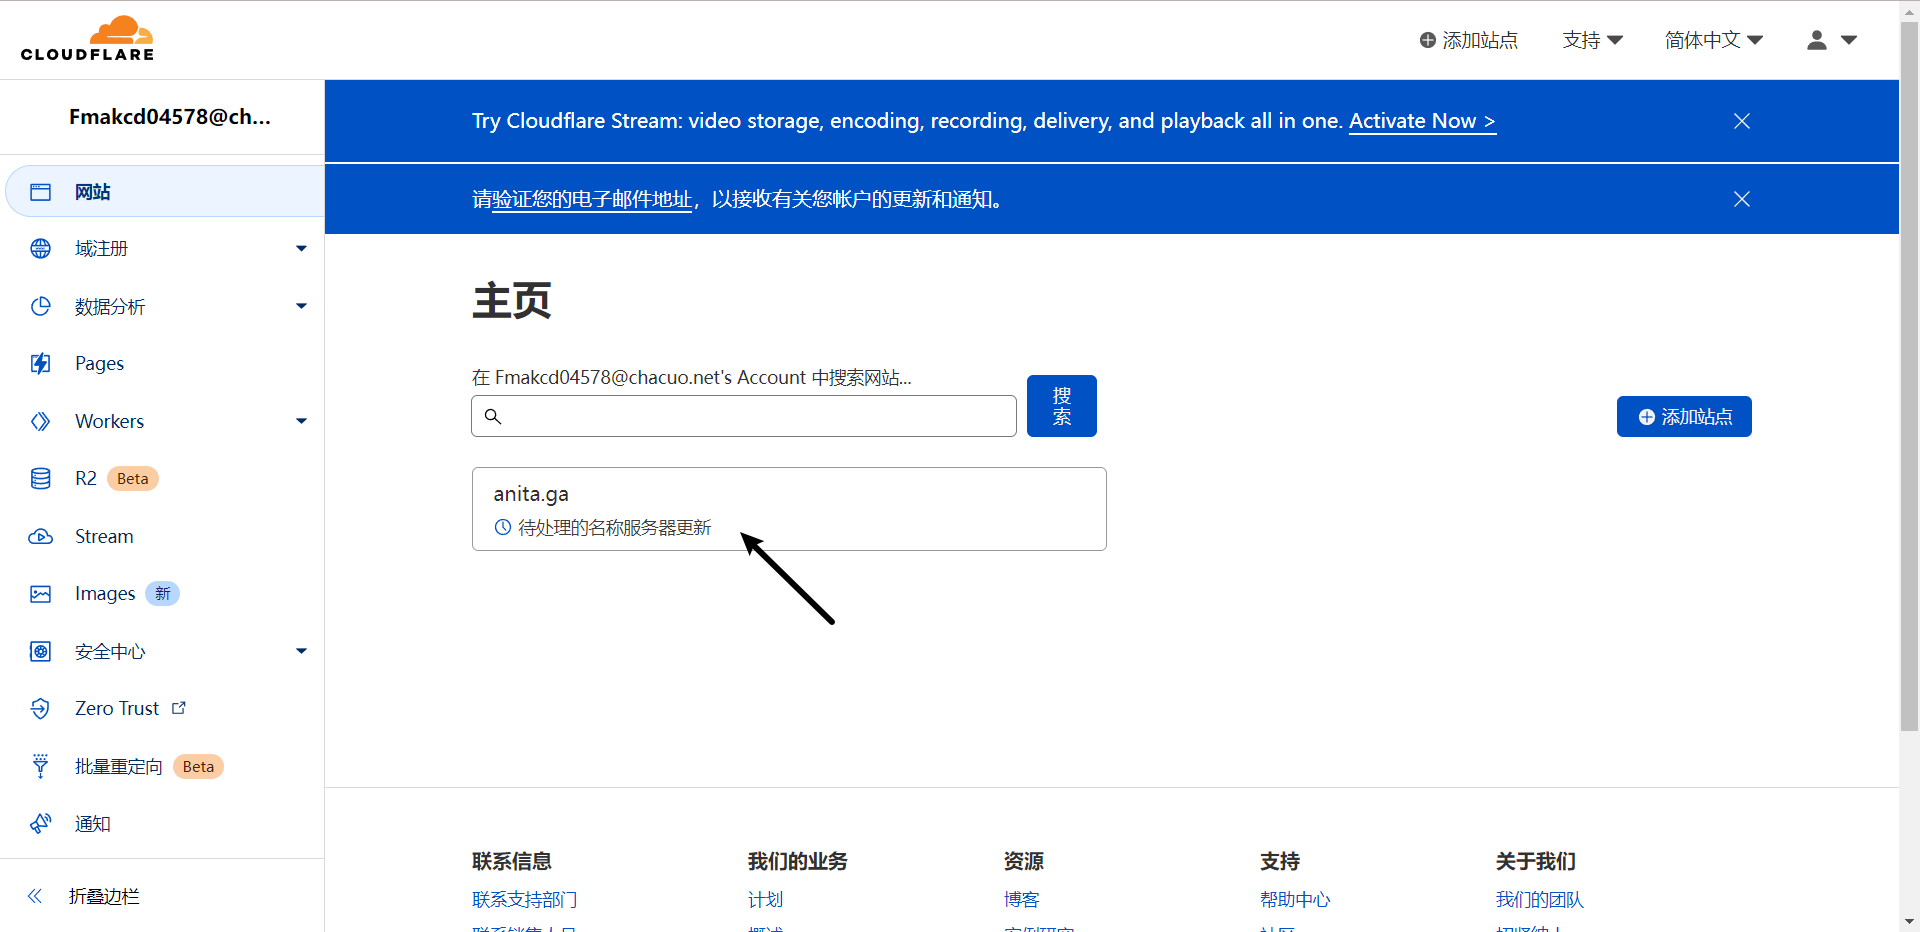 CLOUDFLARE
添加站点
支持
简体中文
Fmakcd04578@ch...
网站
域注册
数据分析
Pages
Workers
R2 Beta
Stream
Images 新
安全中心
Zero Trust
批量重定向 Beta
通知
折叠边栏
Try Cloudflare Stream: video storage, encoding, recording, delivery, and playback all in one. Activate Now >
请验证您的电子邮件地址，以接收有关您帐户的更新和通知。
主页
在 Fmakcd04578@chacuo.net's Account 中搜索网站...
搜
索
添加站点
anita.ga
待处理的名称服务器更新
联系信息
联系支持部门
我们的业务
计划
资源
博客
支持
帮助中心
关于我们
我们的团队